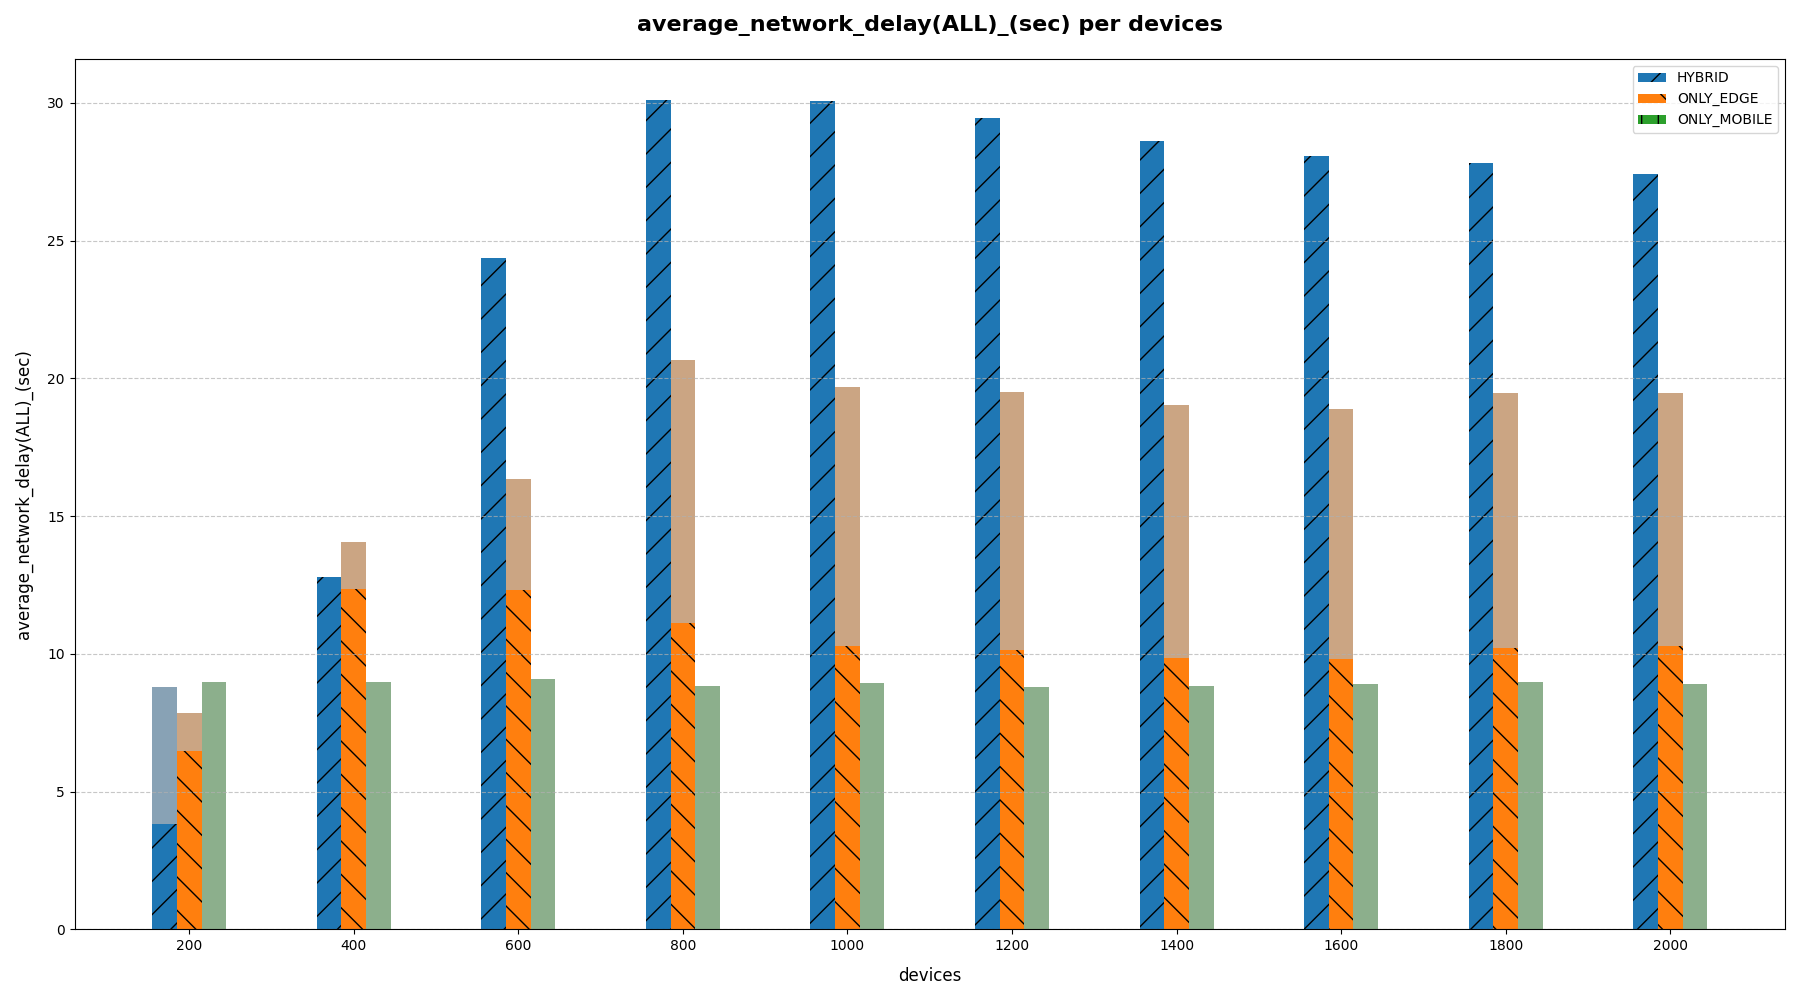 average_network_delay(ALL)_(sec) per devices
HYBRID
ONLY_EDGE
ONLY_MOBILE
average_network_delay(ALL)_(sec)
30
25
20
15
10
5
0
200 400 600 800 1000 1200 1400 1600 1800 2000
devices